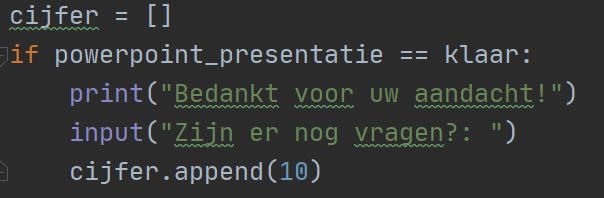 cijfer = []
if powerpoint_presentatie == klaar:
    print("Bedankt voor uw aandacht!")
    input("Zijn er nog vragen?: ")
    cijfer.append(10)